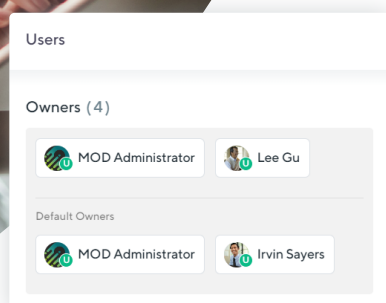 Users
Owners (4)
U MOD Administrator U Lee Gu
Default Owners
U MOD Administrator U Irvin Sayers